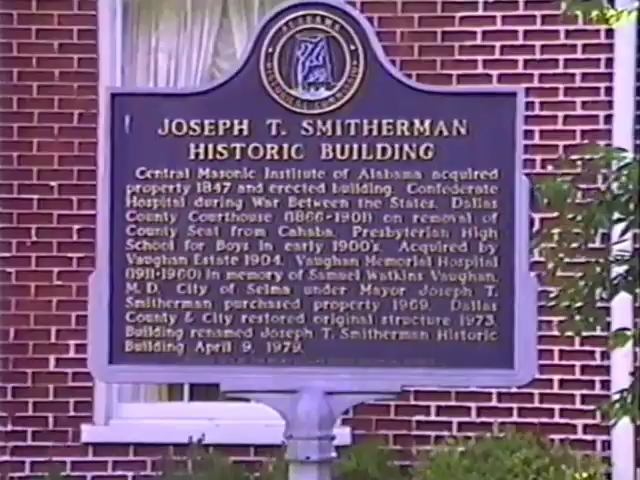 ALABAMA
HISTORICAL
JOSEPH T. SMITHERMAN
HISTORIC BUILDING
Central Masonic Institute of Alabama acquired
property 1847 and erected building. Confederate
Hospital during War Between the States. Dallas
County Courthouse (1866-1901) on removal of
County Seat from Cahaba. Presbyterian High
School for Boys in early 1900's. Acquired by
Vaughan Estate 1904. Vaughan Memorial Hospital
(1911-1960) in memory of Samuel Watkins Vaughan,
M.D. City of Selma under Mayor Joseph T.
Smitherman purchased property 1969. Dallas
County & City restored original structure 1973.
Building renamed Joseph T. Smitherman Historic
Building April 9, 1979.